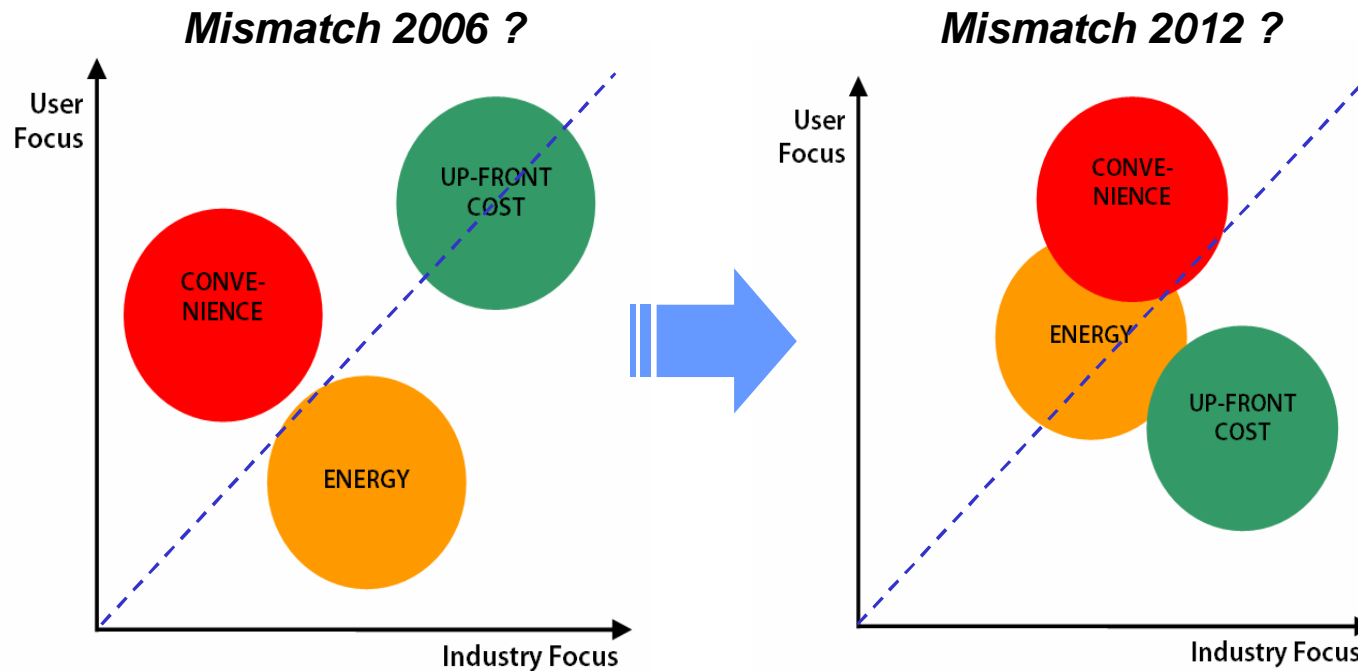 Mismatch 2006 ?
User
Focus
UP-FRONT
COST
CONVE-
NIENCE
ENERGY
Industry Focus
Mismatch 2012 ?
User
Focus
CONVE-
NIENCE
ENERGY
UP-FRONT
COST
Industry Focus